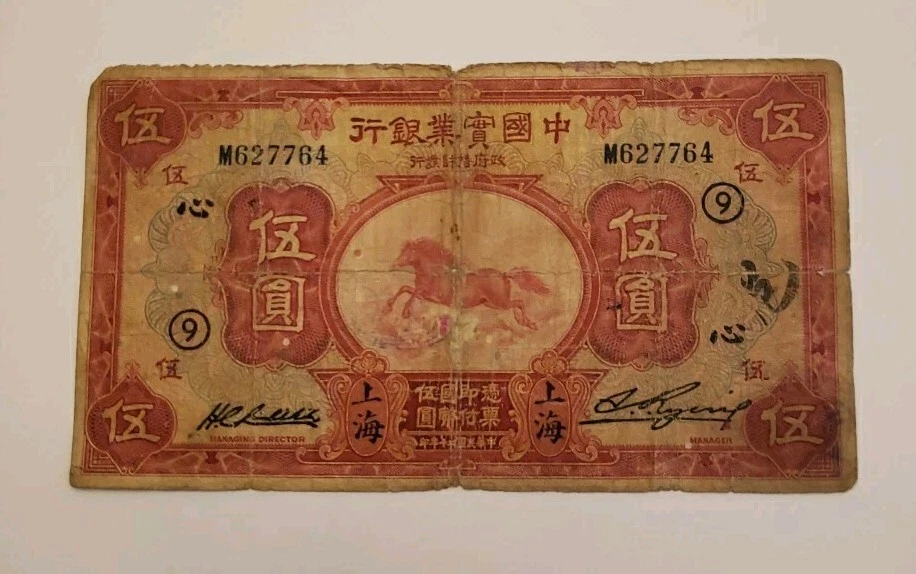 伍
伍
中國實業銀行
M627764
M627764
政府特許發行
伍
伍
心
9
伍圓
伍圓
9
心
伍
伍
上海
憑票
即付
國幣
伍圓
上海
伍
伍
MANAGING DIRECTOR
MANAGER